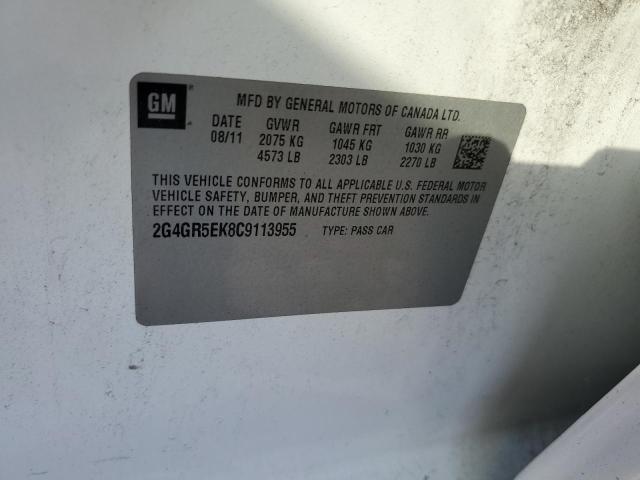 GM
MFD BY GENERAL MOTORS OF CANADA LTD.
DATE GVWR GAWR FRT GAWR RR
08/11 2075 KG 1045 KG 1030 KG
4573 LB 2303 LB 2270 LB
THIS VEHICLE CONFORMS TO ALL APPLICABLE U.S. FEDERAL MOTOR
VEHICLE SAFETY, BUMPER, AND THEFT PREVENTION STANDARDS IN
EFFECT ON THE DATE OF MANUFACTURE SHOWN ABOVE.
2G4GR5EK8C9113955 TYPE: PASS CAR